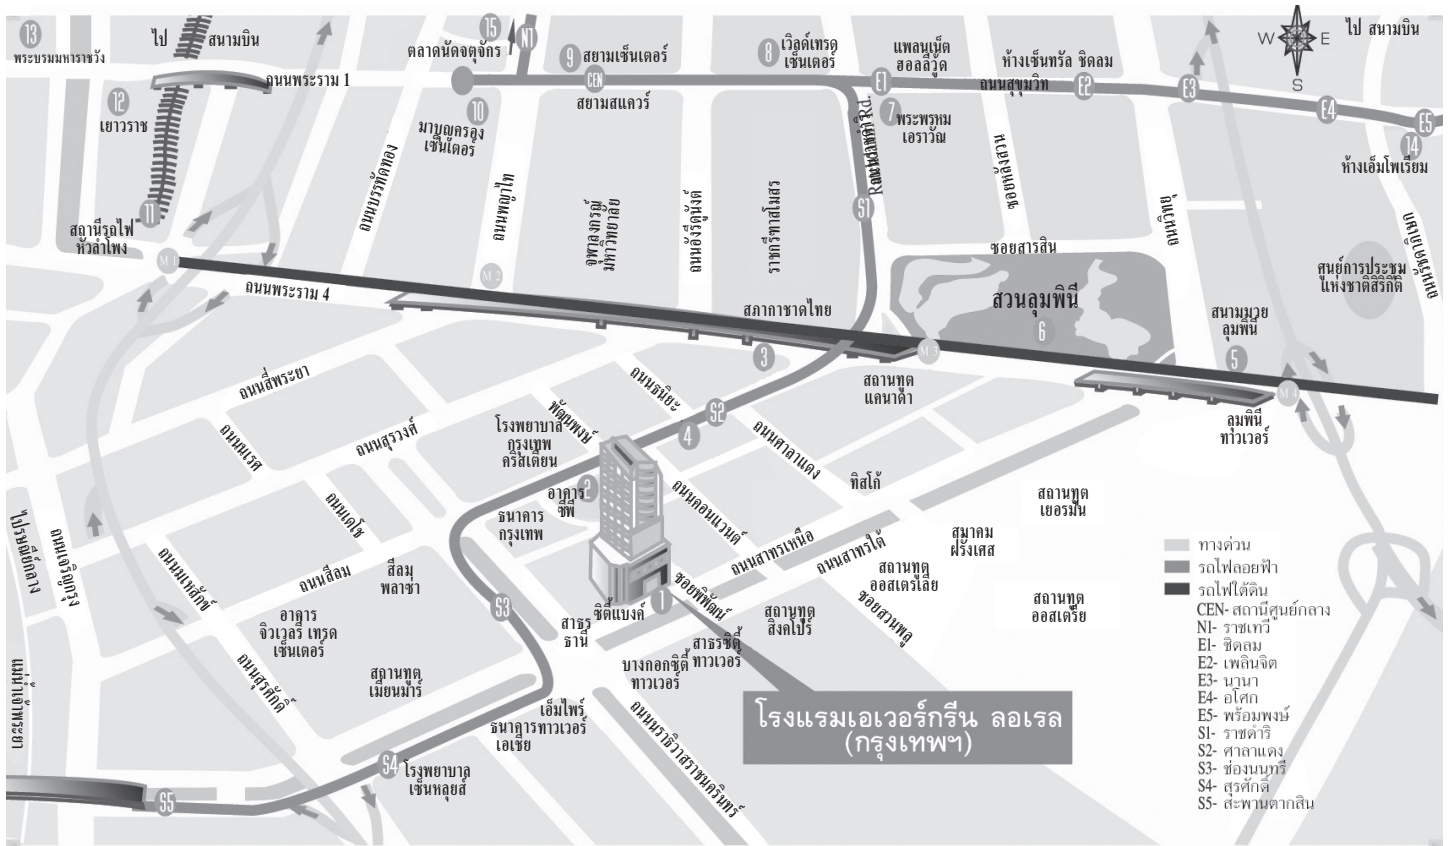 13
พระบรมมหาราชวัง
ไป
สนามบิน
ถนนพระราม 1
15
ตลาดนัดจตุจักร
N1
9
สยามเซ็นเตอร์
CEN
สยามสแควร์
8
เวิลด์เทรด
เซ็นเตอร์
แพลนเน็ต
ฮอลลีวู้ด
E1
ห้างเซ็นทรัล ชิดลม
ถนนสุขุมวิท
E2
E3
E4
E5
W
E
S
ไป สนามบิน
12
เยาวราช
10
มาบุญครอง
เซ็นเตอร์
7
พระพรหม
เอราวัณ
14
ห้างเอ็มโพเรียม
ถนนบรรทัดทอง
ถนนพญาไท
จุฬาลงกรณ์
มหาวิทยาลัย
ถนนอังรีดูนังต์
ราชกรีฑาสโมสร
ถนนราชดำริ
S1
11
สถานีรถไฟ
หัวลำโพง
M 1
M 2
ถนนพระราม 4
ซอยสารสิน
สวนลุมพินี
6
ศูนย์การประชุม
แห่งชาติสิริกิติ์
สนามมวย
ลุมพินี
5
สภากาชาดไทย
3
M 3
M 4
สถานทูต
แคนาดา
ลุมพินี
ทาวเวอร์
ถนนสี่พระยา
ถนนธนิยะ
S2
4
พัฒนพงษ์
โรงพยาบาล
กรุงเทพ
คริสเตียน
ถนนสุรวงศ์
ถนนนเรศ
ถนนศาลาแดง
ทิสโก้
2
อาคาร
ซีพี
ธนาคาร
กรุงเทพ
ถนนคอนแวนต์
ถนนเดโช
สถานทูต
เยอรมัน
ไปรษณีย์กลาง
ถนนเจริญกรุง
ถนนมเหสักข์
ถนนสีลม
สีลม
พลาซ่า
ถนนสาทรเหนือ
ถนนสาทรใต้
สมาคม
ฝรั่งเศส
สถานทูต
ออสเตรเลีย
สถานทูต
ออสเตรีย
ซอยพิพัฒน์
ซอยสวนพลู
S3
1
ซิตี้แบงค์
สาธร
ธานี
สถานทูต
สิงคโปร์
อาคาร
จิวเวลรี่ เทรด
เซ็นเตอร์
ถนนสุรศักดิ์
สถานทูต
เมียนมาร์
สาธรซิตี้
ทาวเวอร์
บางกอกซิตี้
ทาวเวอร์
แม่น้ำเจ้าพระยา
เอ็มไพร์
ทาวเวอร์
ธนาคาร
เอเชีย
ถนนนราธิวาสราชนครินทร์
โรงแรมเอเวอร์กรีน ลอเรล
(กรุงเทพฯ)
S4
โรงพยาบาล
เซ็นหลุยส์
S5
ทางด่วน
รถไฟลอยฟ้า
รถไฟใต้ดิน
CEN- สถานีศูนย์กลาง
N1- ราชเทวี
E1- ชิดลม
E2- เพลินจิต
E3- นานา
E4- อโศก
E5- พร้อมพงษ์
S1- ราชดำริ
S2- ศาลาแดง
S3- ช่องนนทรี
S4- สุรศักดิ์
S5- สะพานตากสิน